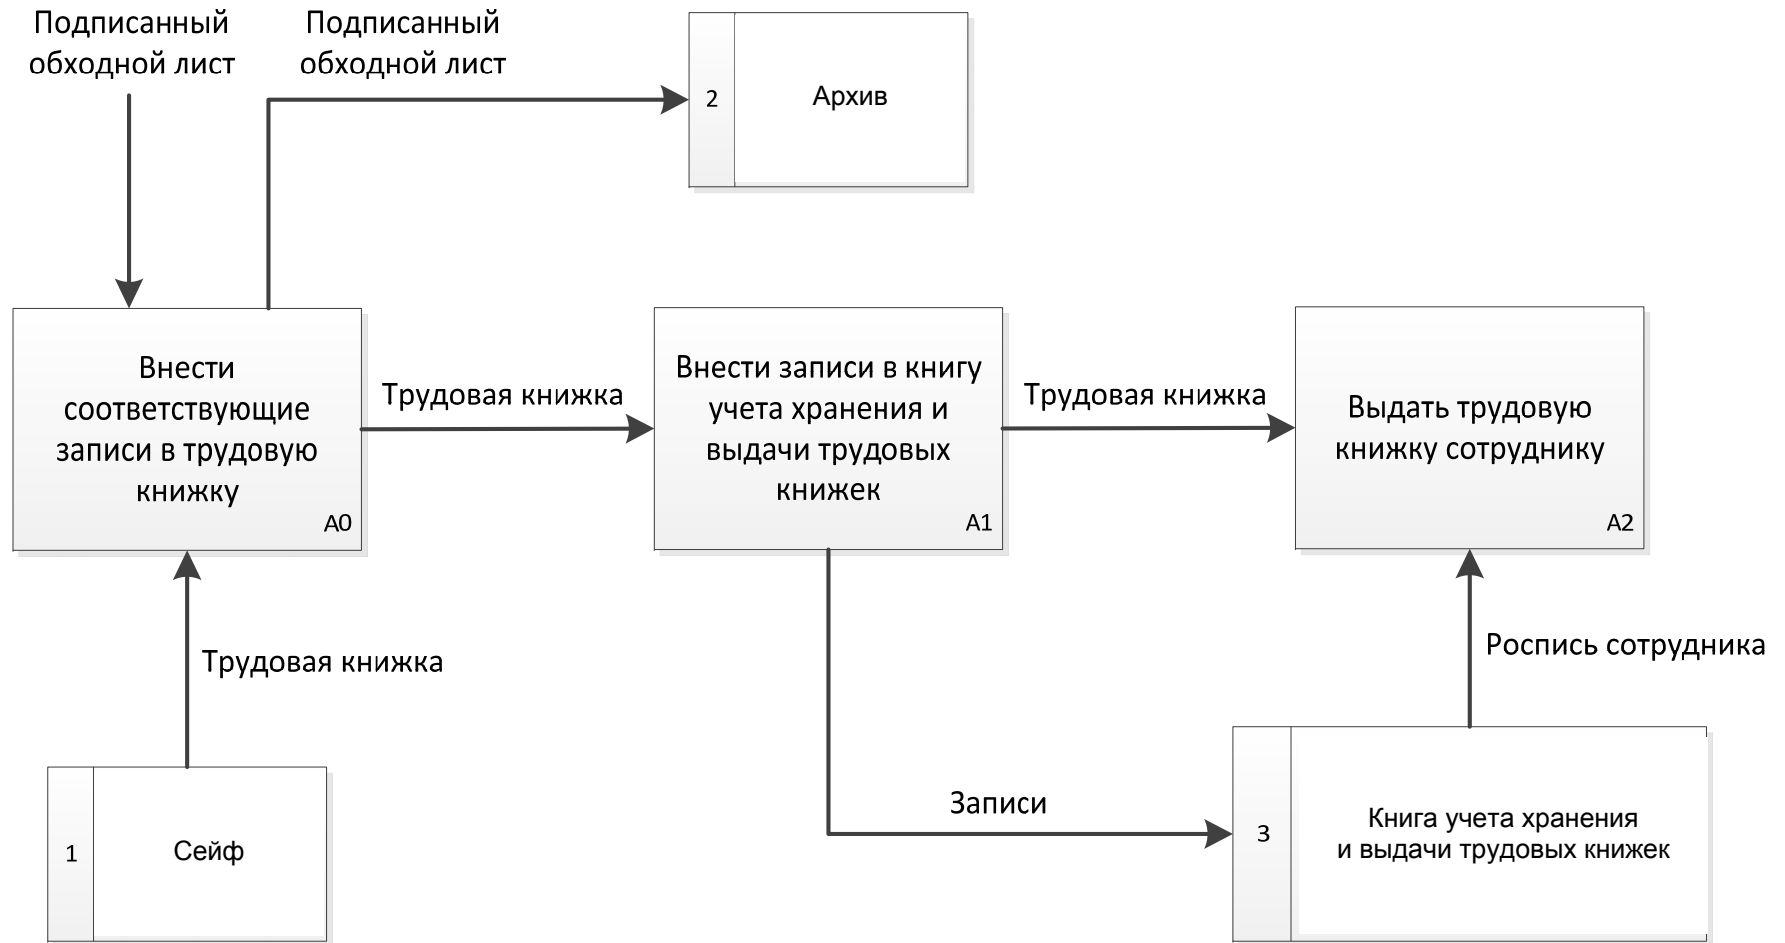 Подписанный
обходной лист
Подписанный
обходной лист
2
Архив
Внести
соответствующие
записи в трудовую
книжку
A0
Трудовая книжка
Внести записи в книгу
учета хранения и
выдачи трудовых
книжек
A1
Трудовая книжка
Выдать трудовую
книжку сотруднику
A2
Трудовая книжка
Роспись сотрудника
1
Сейф
Записи
3
Книга учета хранения
и выдачи трудовых книжек